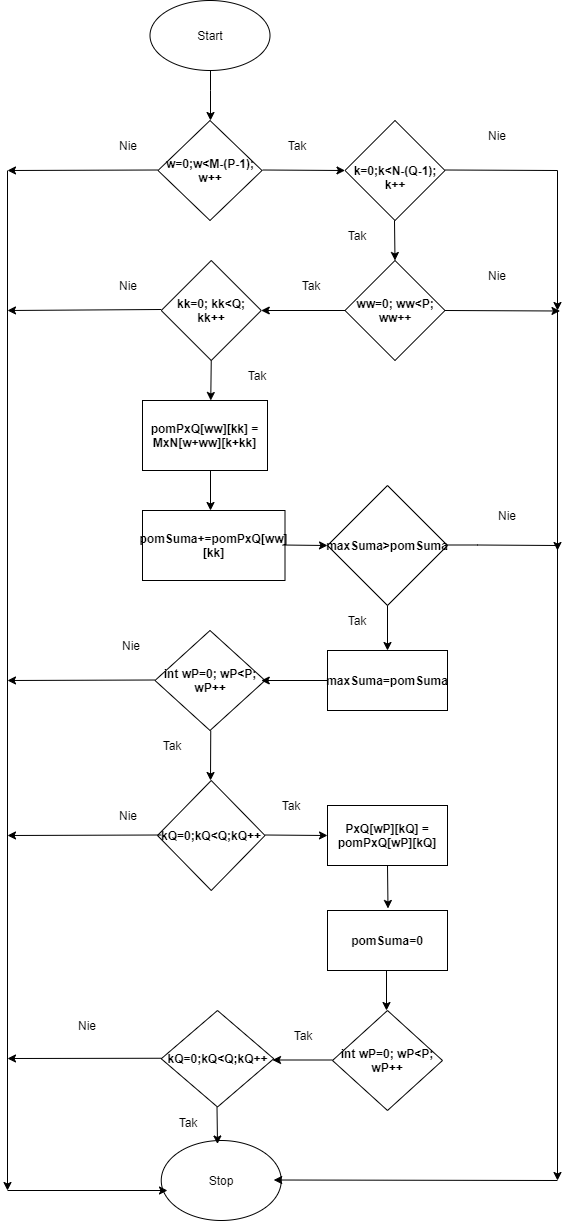 Start
Nie
Tak
Nie
w=0;w<M-(P-1);
w++
k=0;k<N-(Q-1);
k++
Tak
Nie
Tak
Nie
kk=0; kk<Q;
kk++
ww=0; ww<P;
ww++
Tak
pomPxQ[ww][kk] =
MxN[w+ww][k+kk]
Nie
pomSuma+=pomPxQ[ww]
[kk]
maxSuma>pomSuma
Tak
Nie
int wP=0; wP<P;
wP++
maxSuma=pomSuma
Tak
Nie
Tak
kQ=0;kQ<Q;kQ++
PxQ[wP][kQ] =
pomPxQ[wP][kQ]
pomSuma=0
Nie
Tak
kQ=0;kQ<Q;kQ++
int wP=0; wP<P;
wP++
Tak
Stop